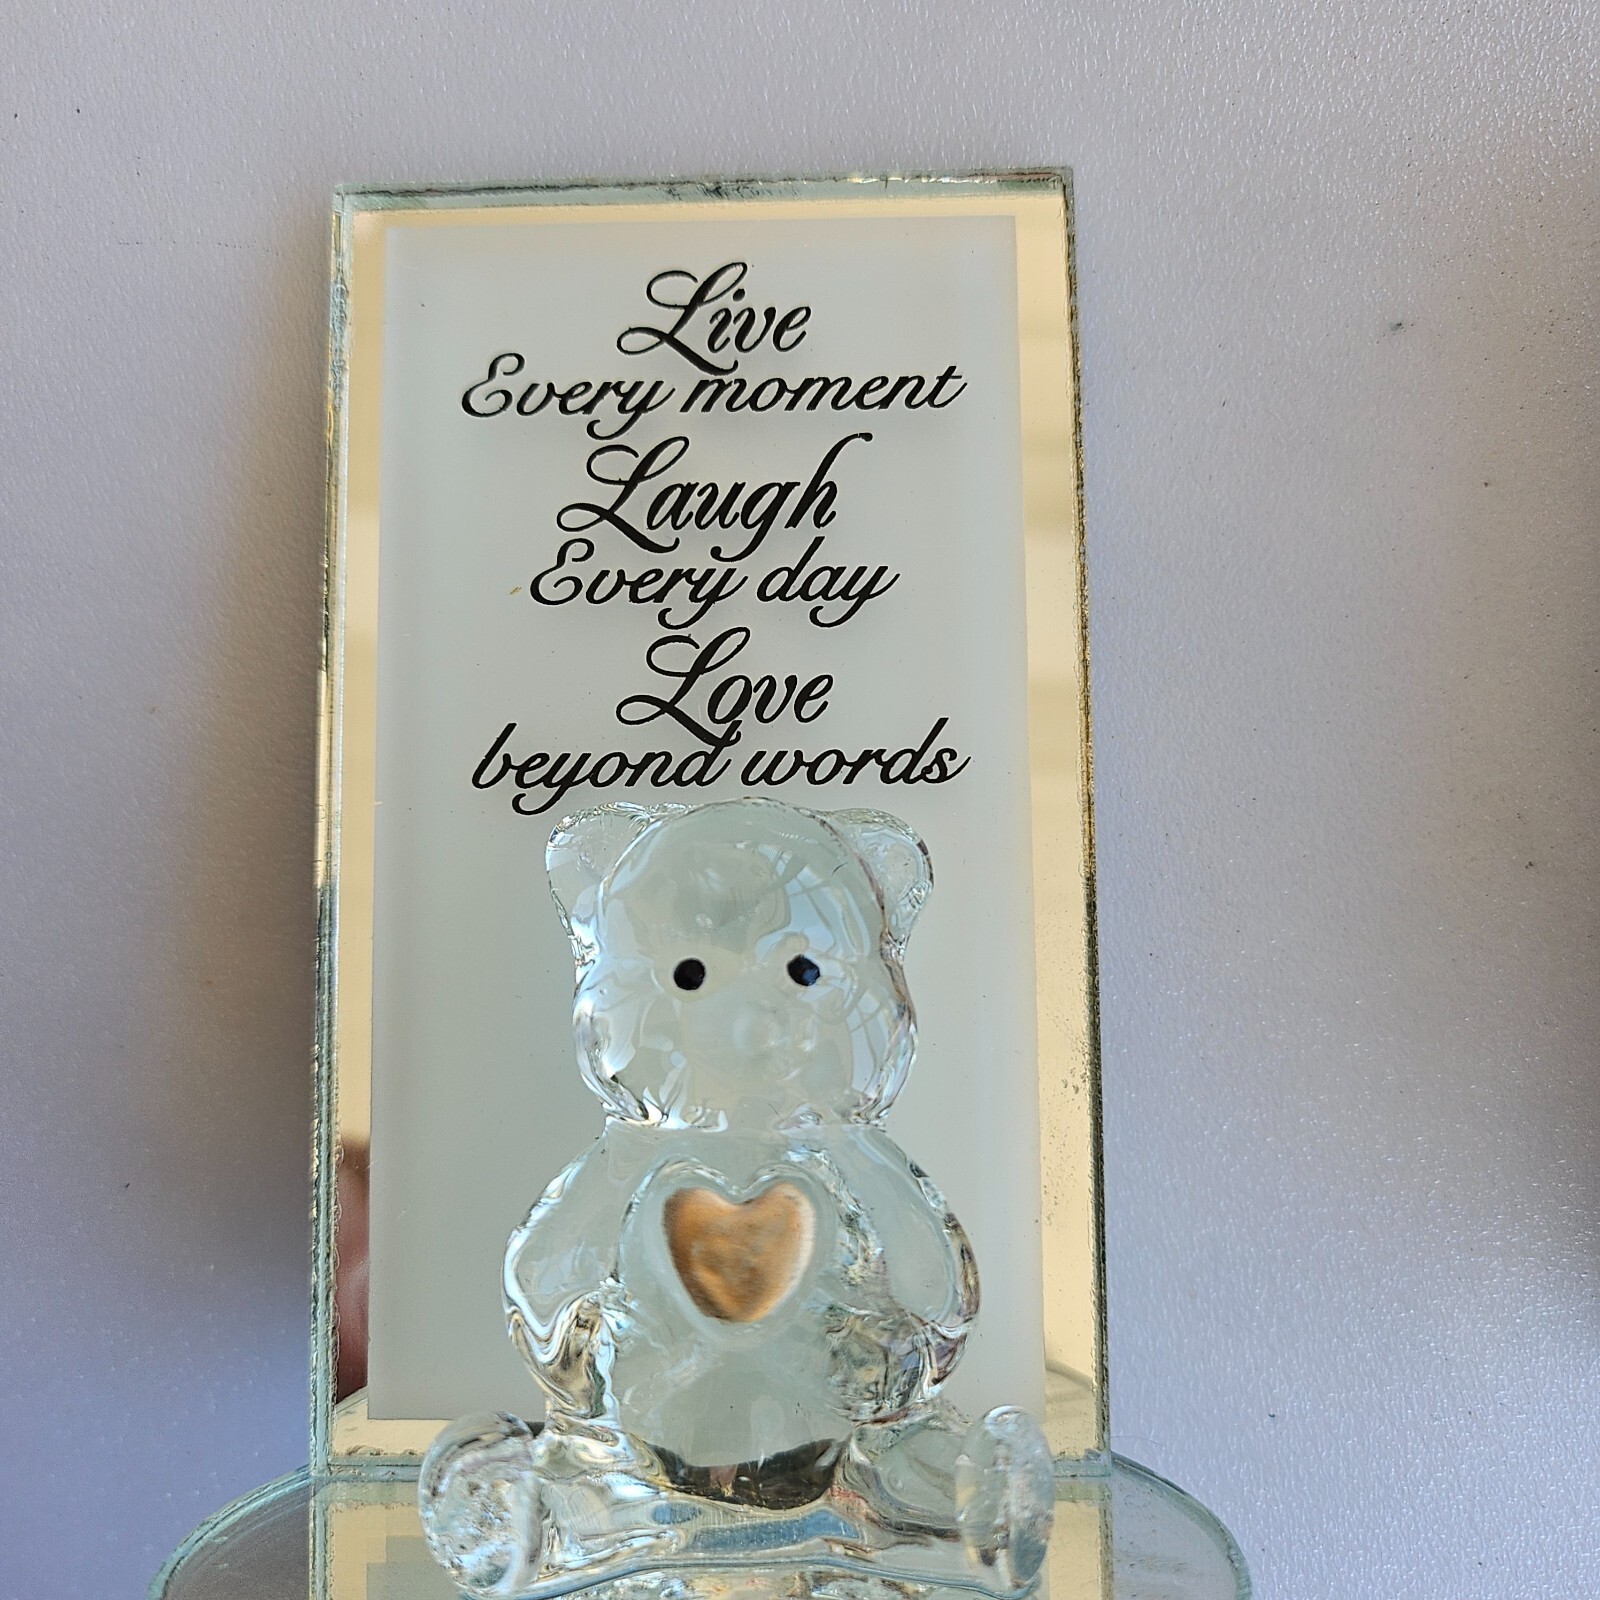 Live
Every moment
Laugh
Every day
Love
beyond words